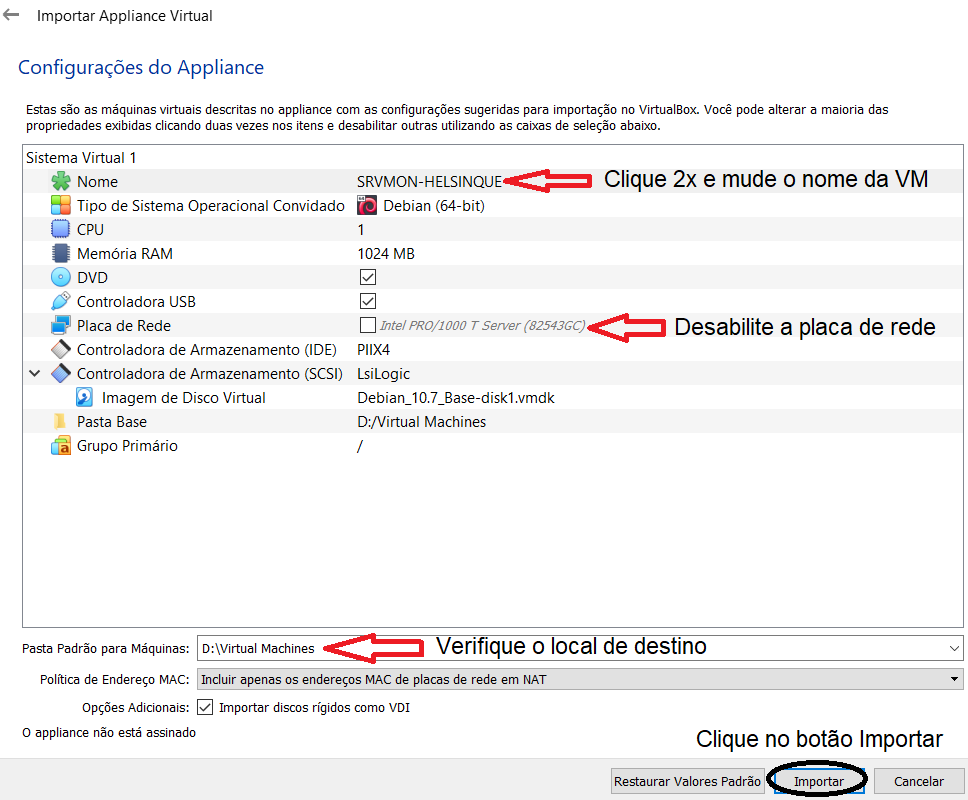 Importar Appliance Virtual
Configurações do Appliance
Estas são as máquinas virtuais descritas no appliance com as configurações sugeridas para importação no VirtualBox. Você pode alterar a maioria das
propriedades exibidas clicando duas vezes nos itens e desabilitar outras utilizando as caixas de seleção abaixo.
Sistema Virtual 1
Nome SRVMON-HELSINQUE Clique 2x e mude o nome da VM
Tipo de Sistema Operacional Convidado Debian (64-bit)
CPU 1
Memória RAM 1024 MB
DVD
Controladora USB
Placa de Rede Intel PRO/1000 T Server (82543GC) Desabilite a placa de rede
Controladora de Armazenamento (IDE) PIIX4
Controladora de Armazenamento (SCSI) LsiLogic
Imagem de Disco Virtual Debian_10.7_Base-disk1.vmdk
Pasta Base D:/Virtual Machines
Grupo Primário /
Pasta Padrão para Máquinas: D:\Virtual Machines Verifique o local de destino
Política de Endereço MAC: Incluir apenas os endereços MAC de placas de rede em NAT
Opções Adicionais: Importar discos rígidos como VDI
O appliance não está assinado
Clique no botão Importar
Restaurar Valores Padrão Importar Cancelar